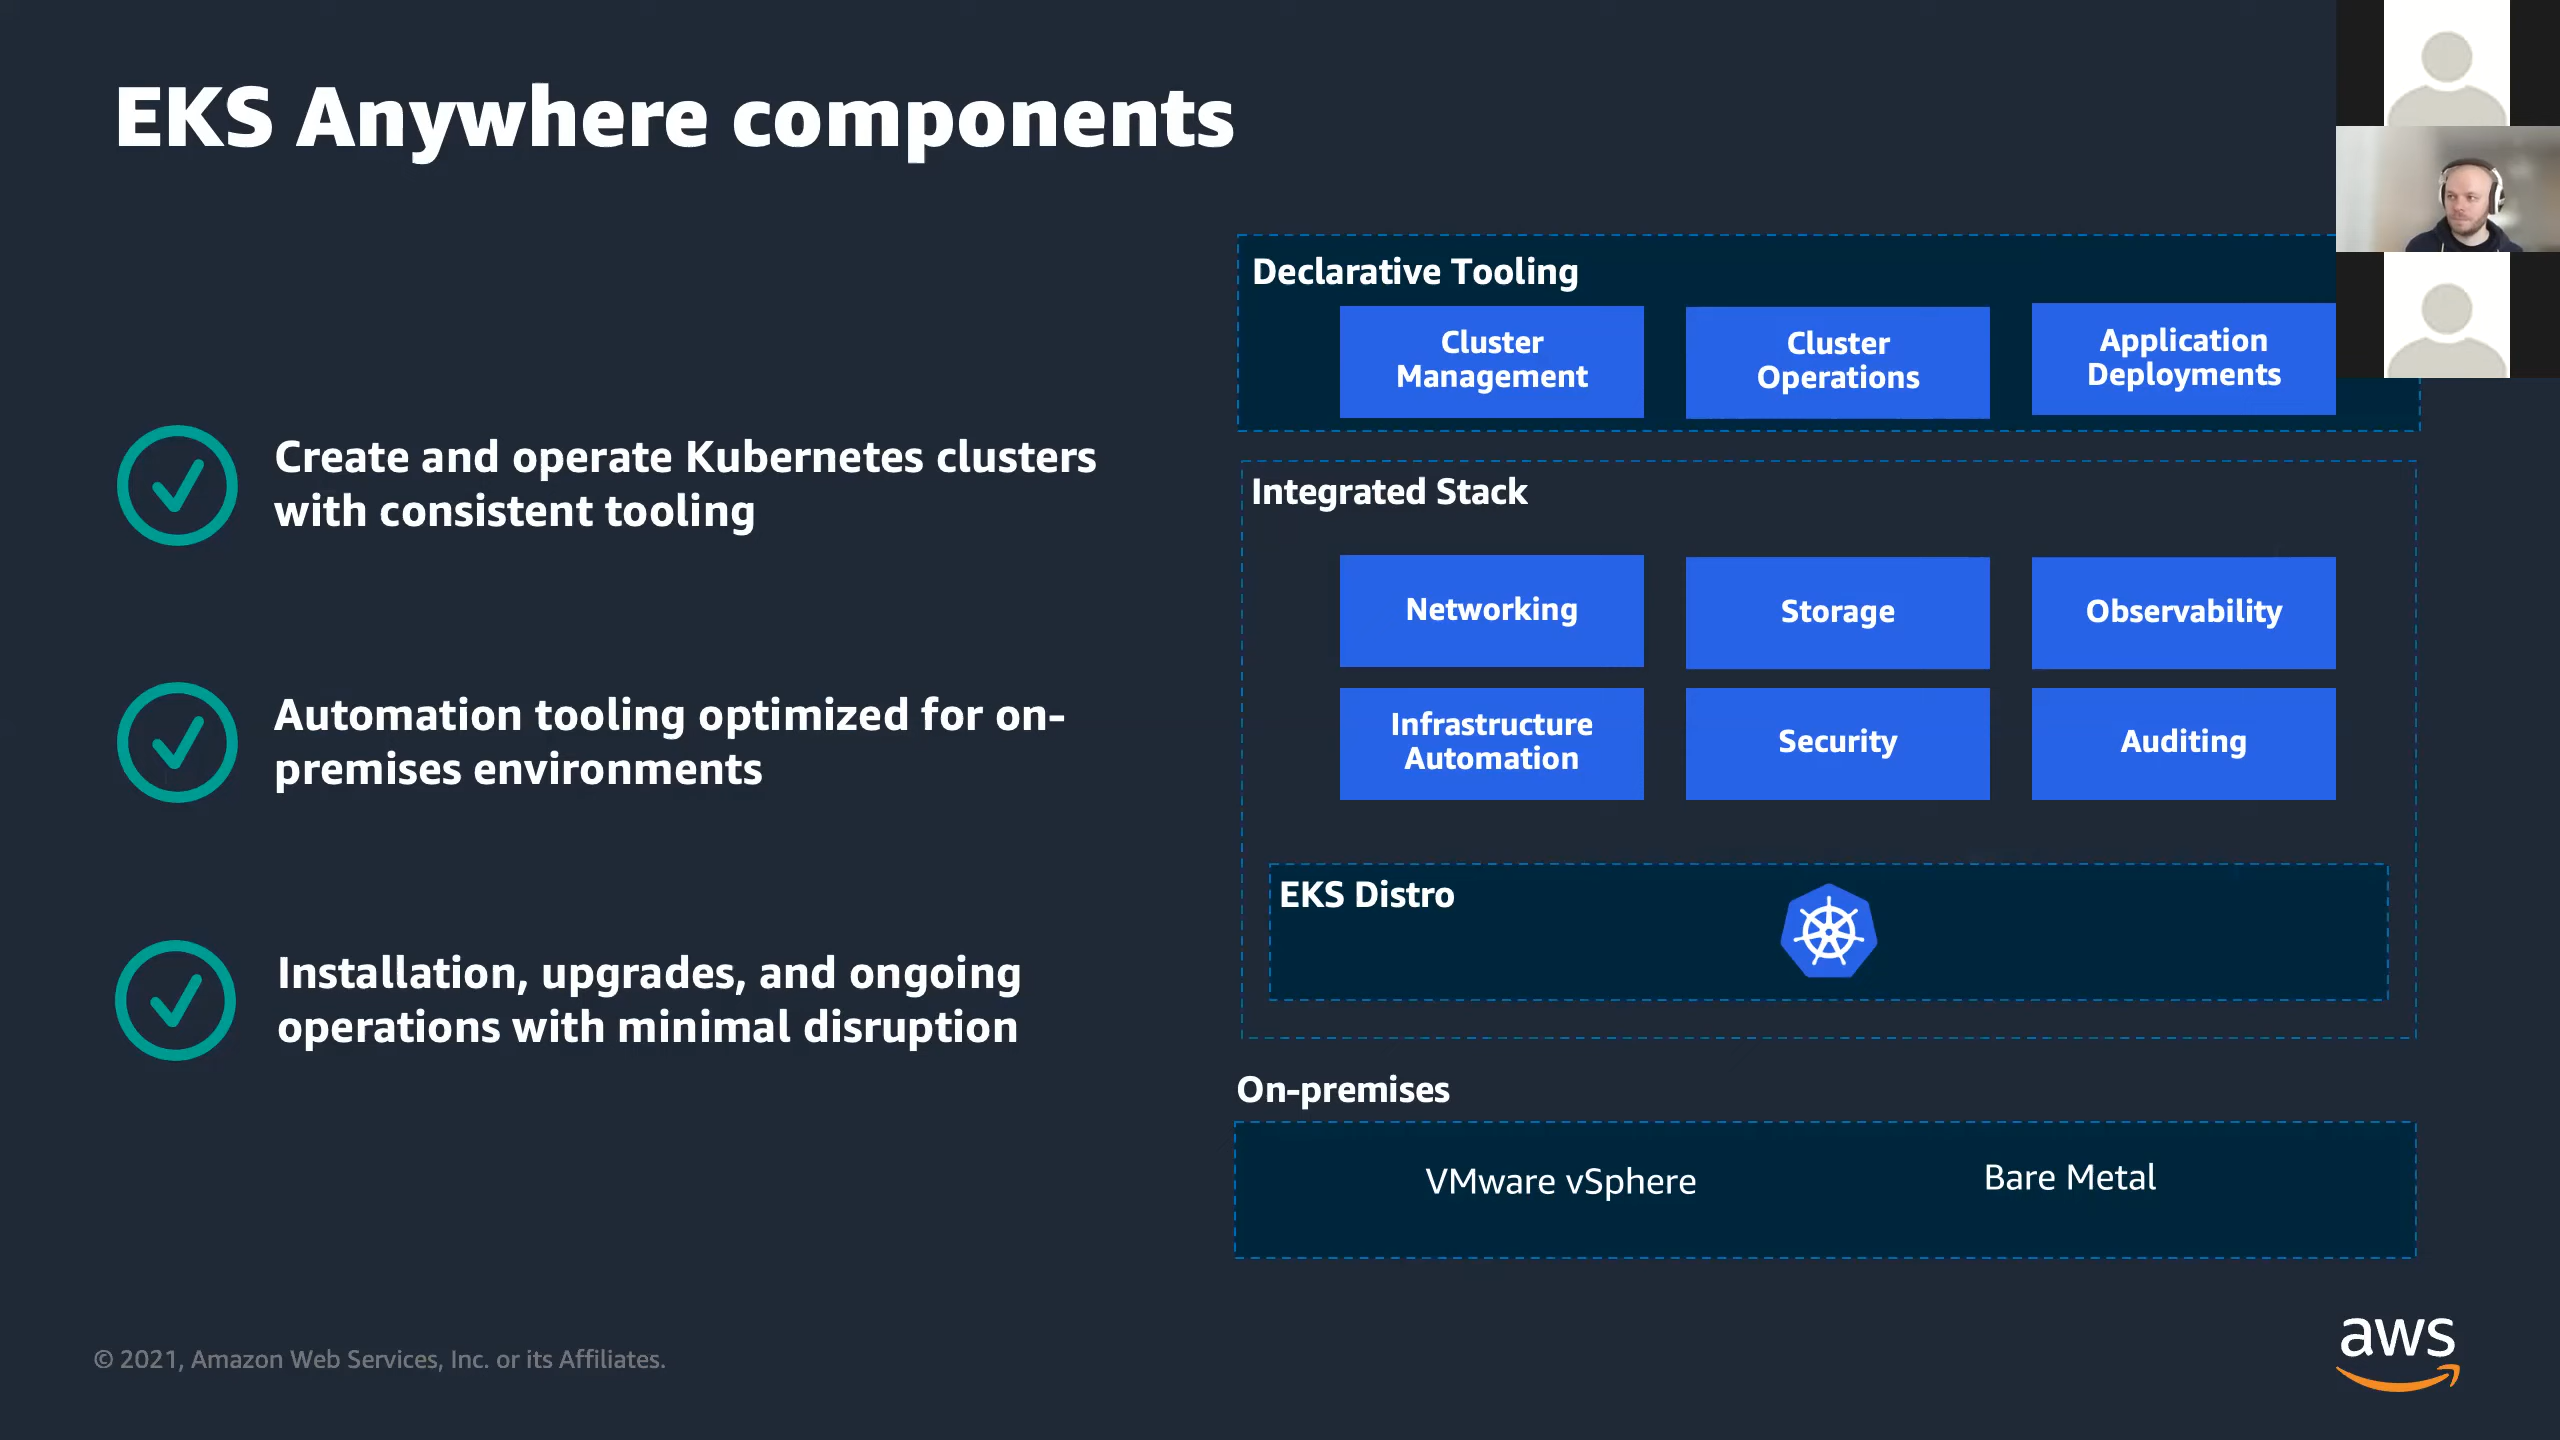 EKS Anywhere components
Create and operate Kubernetes clusters
with consistent tooling
Automation tooling optimized for on-
premises environments
Installation, upgrades, and ongoing
operations with minimal disruption
Declarative Tooling
Cluster
Management
Cluster
Operations
Application
Deployments
Integrated Stack
Networking
Storage
Observability
Infrastructure
Automation
Security
Auditing
EKS Distro
On-premises
VMware vSphere
Bare Metal
© 2021, Amazon Web Services, Inc. or its Affiliates.
aws